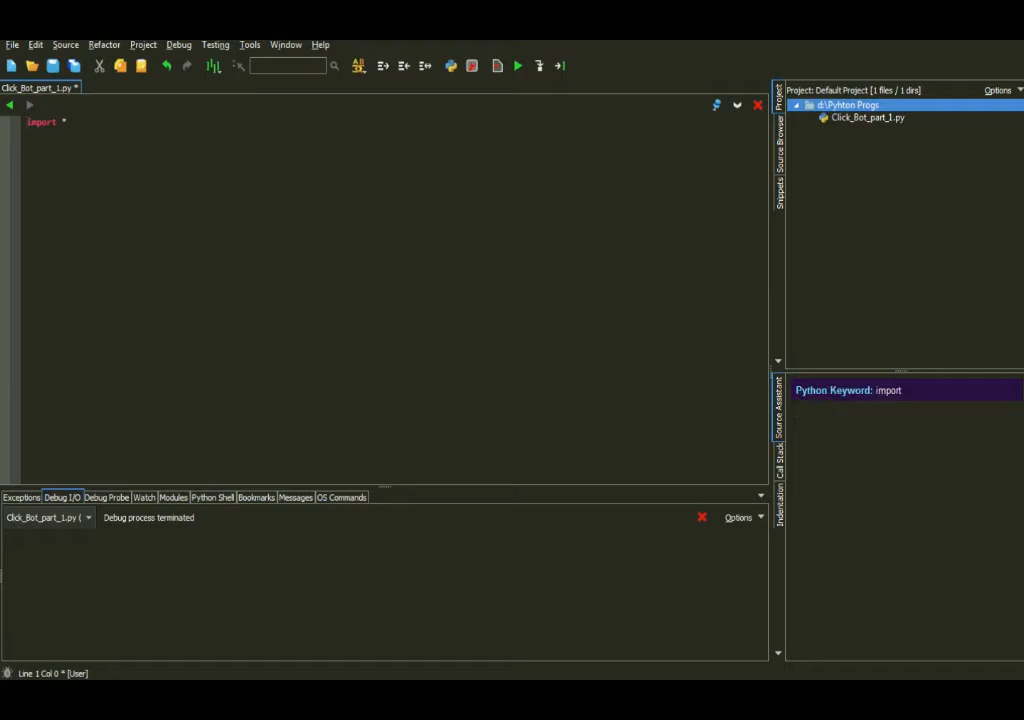 File Edit Source Refactor Project Debug Testing Tools Window Help
Click_Bot_part_1.py *
import *
Project
Source Browser
Snippets
Project: Default Project [1 files / 1 dirs]
Options
d:\Pyhton Progs
Click_Bot_part_1.py
Source Assistant
Call Stack
Indentation
Python Keyword: import
Exceptions Debug I/O Debug Probe Watch Modules Python Shell Bookmarks Messages OS Commands
Click_Bot_part_1.py ( Debug process terminated Options
Line 1 Col 0 * [User]